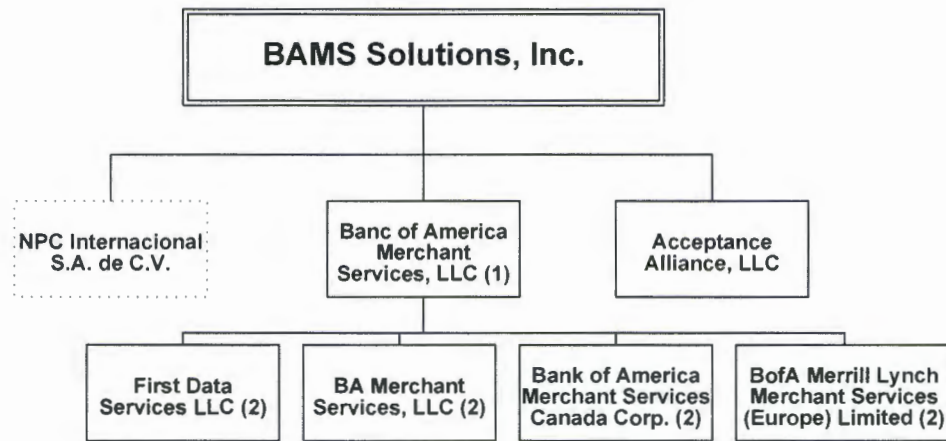 BAMS Solutions, Inc.
NPC Internacional
S.A. de C.V.
Banc of America
Merchant
Services, LLC (1)
Acceptance
Alliance, LLC
First Data
Services LLC (2)
BA Merchant
Services, LLC (2)
Bank of America
Merchant Services
Canada Corp. (2)
BofA Merrill Lynch
Merchant Services
(Europe) Limited (2)